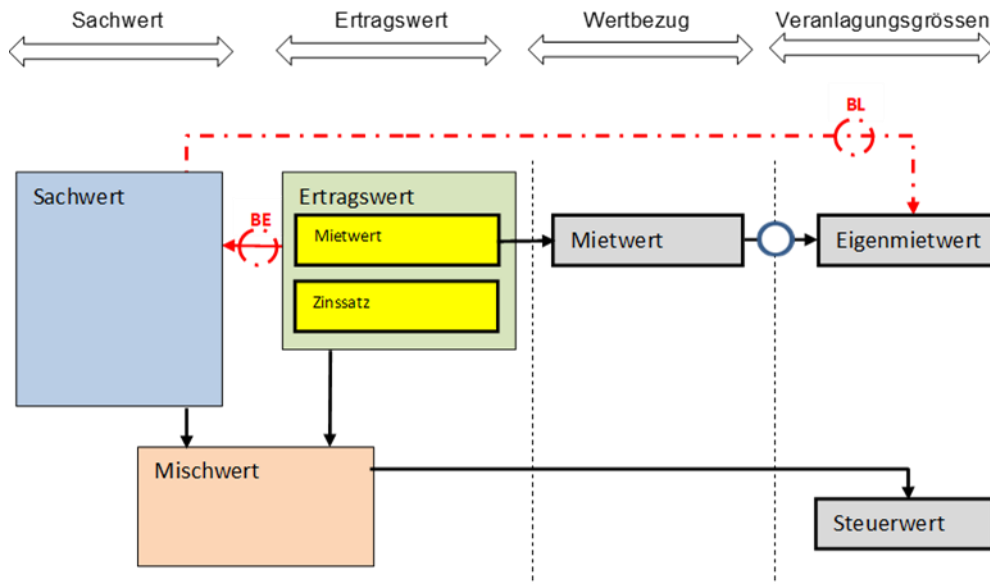 Sachwert
Ertragswert
Wertbezug
Veranlagungsgrössen
BL
Sachwert
Ertragswert
BE
Mietwert
Mietwert
Eigenmietwert
Zinssatz
Mischwert
Steuerwert